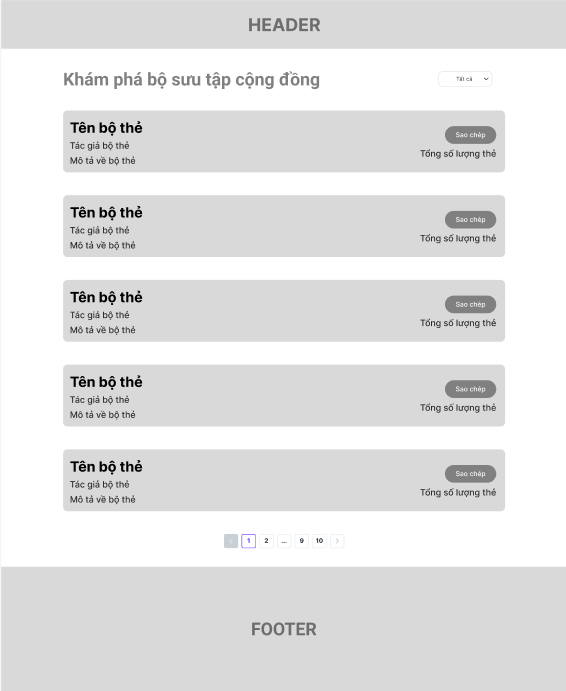 HEADER
Khám phá bộ sưu tập cộng đồng
Tất cả
Tên bộ thẻ
Tác giả bộ thẻ
Mô tả về bộ thẻ
Sao chép
Tổng số lượng thẻ
Tên bộ thẻ
Tác giả bộ thẻ
Mô tả về bộ thẻ
Sao chép
Tổng số lượng thẻ
Tên bộ thẻ
Tác giả bộ thẻ
Mô tả về bộ thẻ
Sao chép
Tổng số lượng thẻ
Tên bộ thẻ
Tác giả bộ thẻ
Mô tả về bộ thẻ
Sao chép
Tổng số lượng thẻ
Tên bộ thẻ
Tác giả bộ thẻ
Mô tả về bộ thẻ
Sao chép
Tổng số lượng thẻ
1 2 ... 9 10
FOOTER